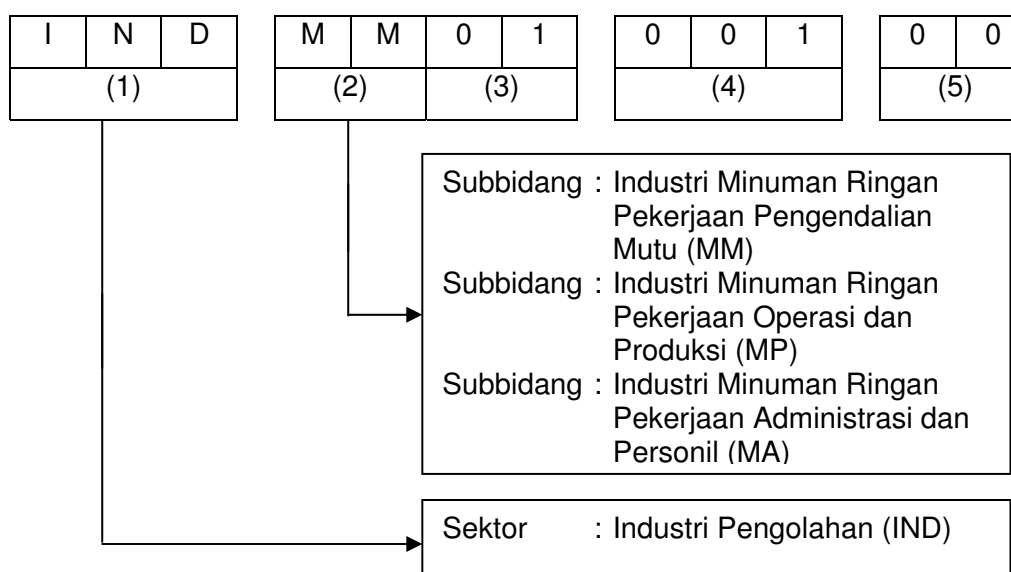 I N D M M 0 1 0 0 1 0 0
(1) (2) (3) (4) (5)
Subbidang : Industri Minuman Ringan
Pekerjaan Pengendalian
Mutu (MM)
Subbidang : Industri Minuman Ringan
Pekerjaan Operasi dan
Produksi (MP)
Subbidang : Industri Minuman Ringan
Pekerjaan Administrasi dan
Personil (MA)
Sektor : Industri Pengolahan (IND)